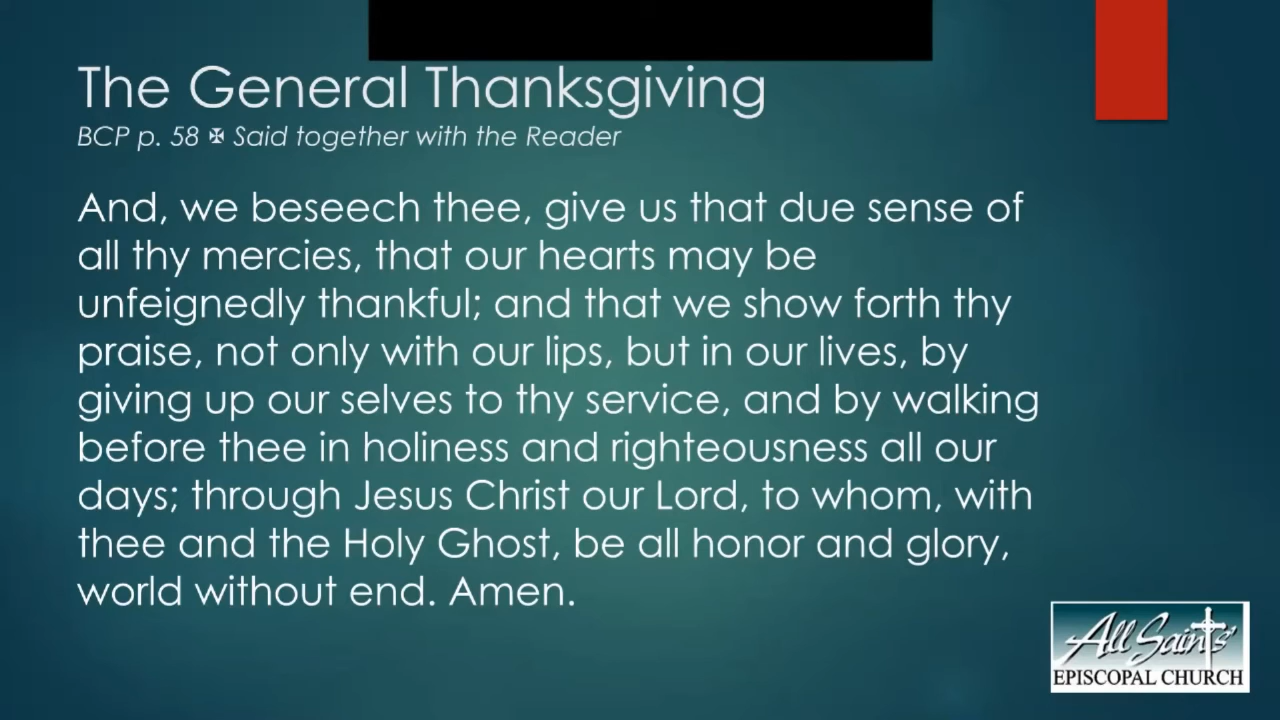 The General Thanksgiving
BCP p. 58 ✠ Said together with the Reader
And, we beseech thee, give us that due sense of
all thy mercies, that our hearts may be
unfeignedly thankful; and that we show forth thy
praise, not only with our lips, but in our lives, by
giving up our selves to thy service, and by walking
before thee in holiness and righteousness all our
days; through Jesus Christ our Lord, to whom, with
thee and the Holy Ghost, be all honor and glory,
world without end. Amen.
All Saints'
EPISCOPAL CHURCH